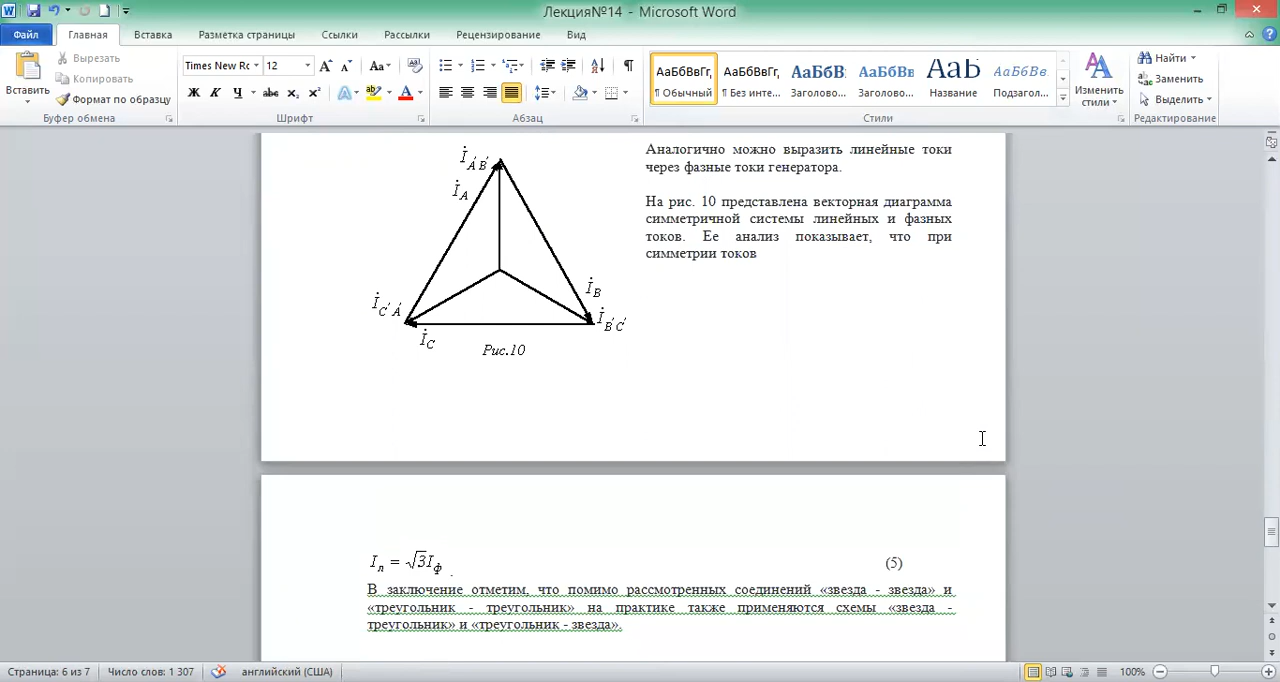 Лекция№14 - Microsoft Word
Файл Главная Вставка Разметка страницы Ссылки Рассылки Рецензирование Вид
Вставить
Вырезать
Копировать
Формат по образцу
Буфер обмена
Times New Rc 12
Ж К Ч abc x₂ x²
Шрифт
Абзац
АаБбВвГг, АаБбВвГг, АаБбВ: АаБбВв АаБ АаБбВв
¶ Обычный ¶ Без инте... Заголово... Заголово... Название Подзагол...
Стили
Изменить стили
Найти
Заменить
Выделить
Редактирование
İA′B′
İA
İB
İC′A′
İB′C′
İC
Рис.10
Аналогично можно выразить линейные токи
через фазные токи генератора.
На рис. 10 представлена векторная диаграмма
симметричной системы линейных и фазных
токов. Ее анализ показывает, что при
симметрии токов
Iл = √3Iф . (5)
В заключение отметим, что помимо рассмотренных соединений «звезда - звезда» и
«треугольник - треугольник» на практике также применяются схемы «звезда -
треугольник» и «треугольник - звезда».
Страница: 6 из 7 Число слов: 1 307 английский (США) 100%